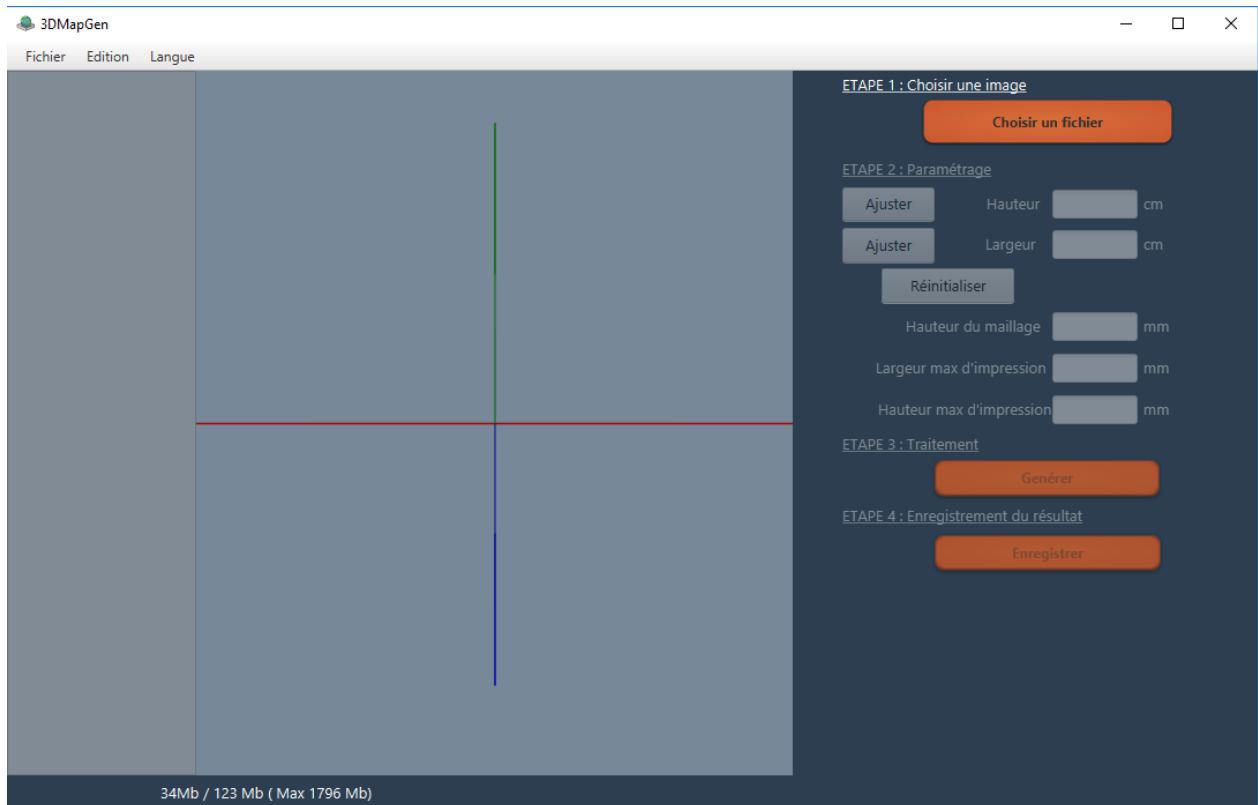 3DMapGen
Fichier Edition Langue
ETAPE 1 : Choisir une image
Choisir un fichier
ETAPE 2 : Paramétrage
Ajuster Hauteur cm
Ajuster Largeur cm
Réinitialiser
Hauteur du maillage mm
Largeur max d'impression mm
Hauteur max d'impression mm
ETAPE 3 : Traitement
Genérer
ETAPE 4 : Enregistrement du résultat
Enregistrer
34Mb / 123 Mb ( Max 1796 Mb)